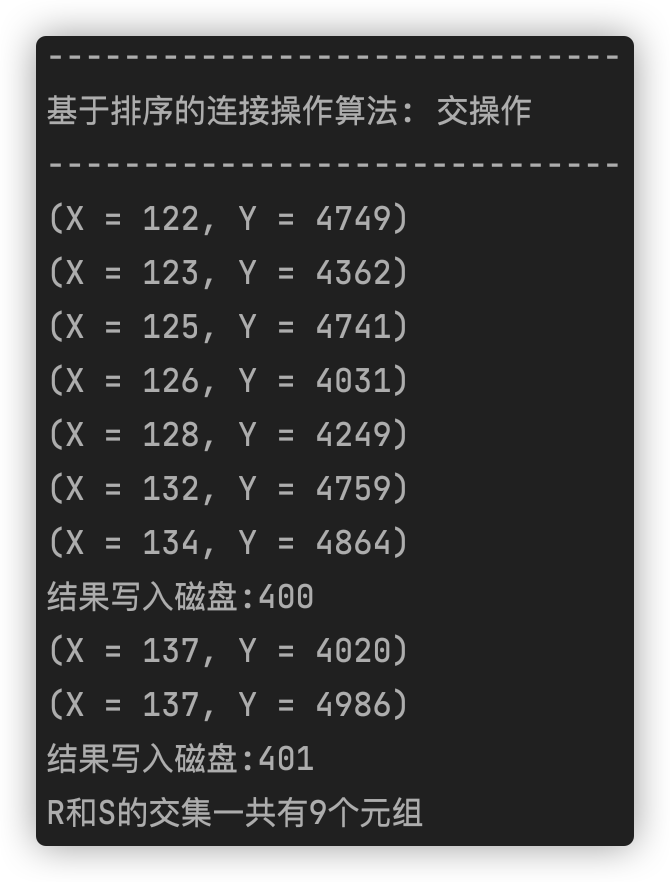 ------------------------------
基于排序的连接操作算法: 交操作
------------------------------
(X = 122, Y = 4749)
(X = 123, Y = 4362)
(X = 125, Y = 4741)
(X = 126, Y = 4031)
(X = 128, Y = 4249)
(X = 132, Y = 4759)
(X = 134, Y = 4864)
结果写入磁盘:400
(X = 137, Y = 4020)
(X = 137, Y = 4986)
结果写入磁盘:401
R和S的交集一共有9个元组